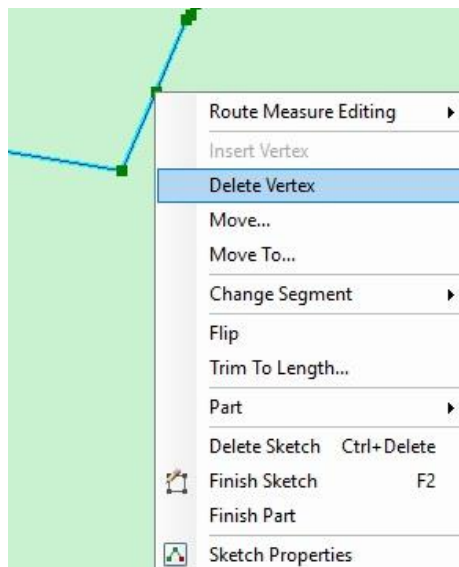 Route Measure Editing
Insert Vertex
Delete Vertex
Move...
Move To...
Change Segment
Flip
Trim To Length...
Part
Delete Sketch Ctrl+Delete
Finish Sketch F2
Finish Part
Sketch Properties